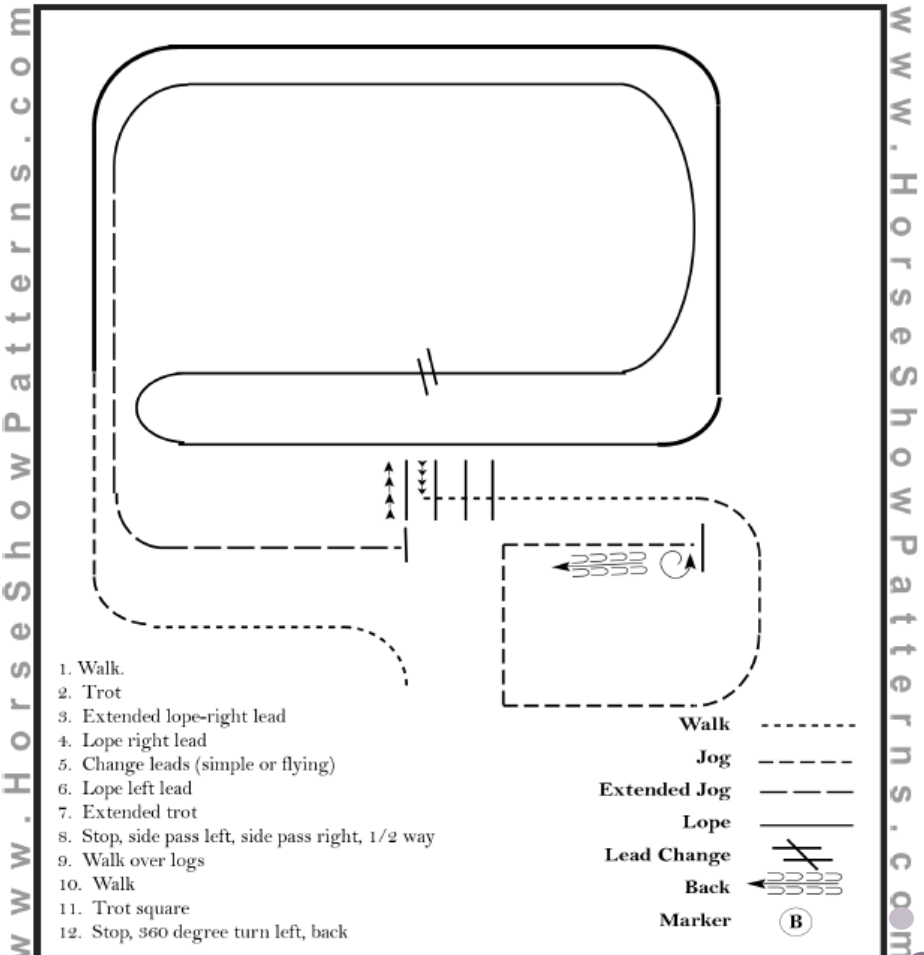 www.HorseShowPatterns.com
www.HorseShowPatterns.com
1. Walk.
2. Trot
3. Extended lope-right lead
4. Lope right lead
5. Change leads (simple or flying)
6. Lope left lead
7. Extended trot
8. Stop, side pass left, side pass right, 1/2 way
9. Walk over logs
10. Walk
11. Trot square
12. Stop, 360 degree turn left, back
Walk
Jog
Extended Jog
Lope
Lead Change
Back
Marker B